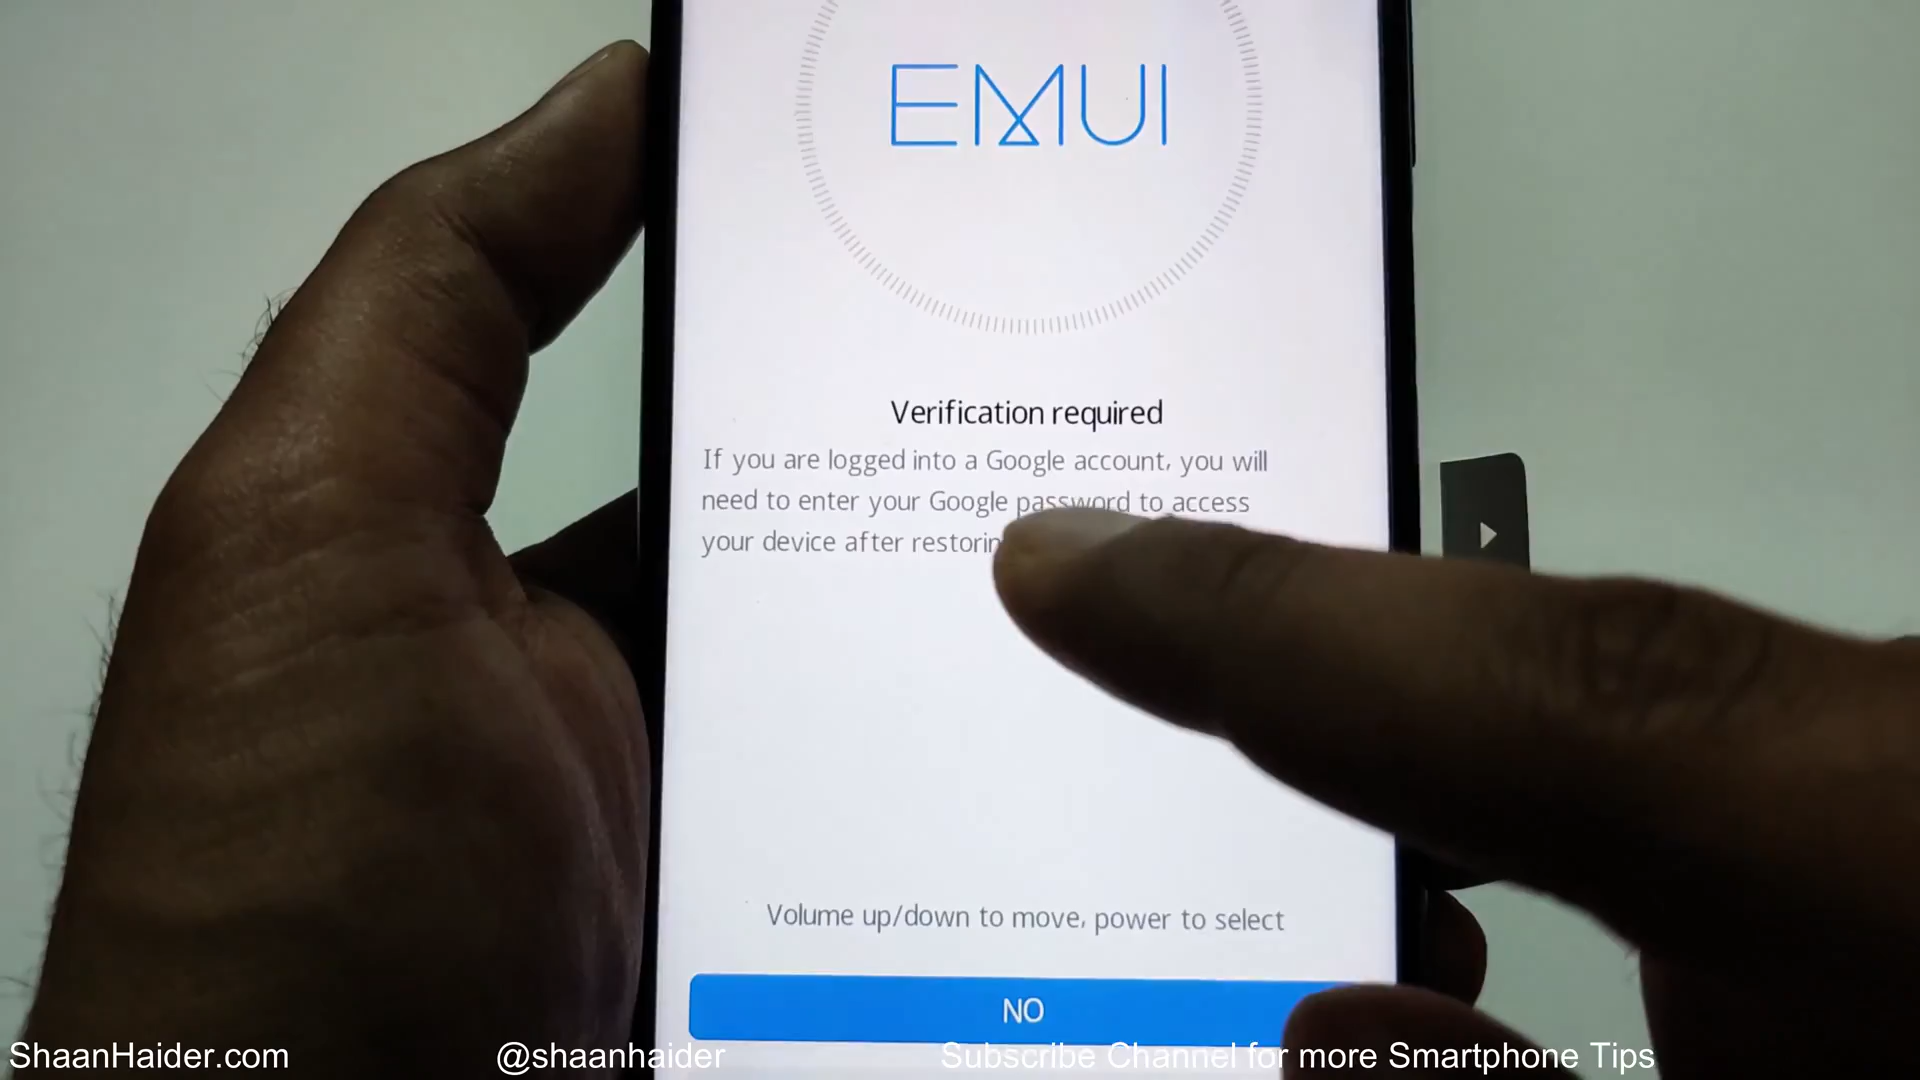 EMUI
Verification required
If you are logged into a Google account, you will
need to enter your Google password to access
your device after
Volume up/down to move, power to select
NO
ShaanHaider.com
@shaanhaider
Subscribe Channel for more Smartphone Tips